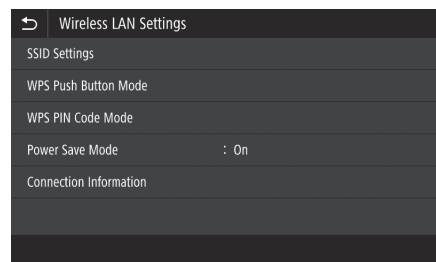 Wireless LAN Settings
SSID Settings
WPS Push Button Mode
WPS PIN Code Mode
Power Save Mode : On
Connection Information